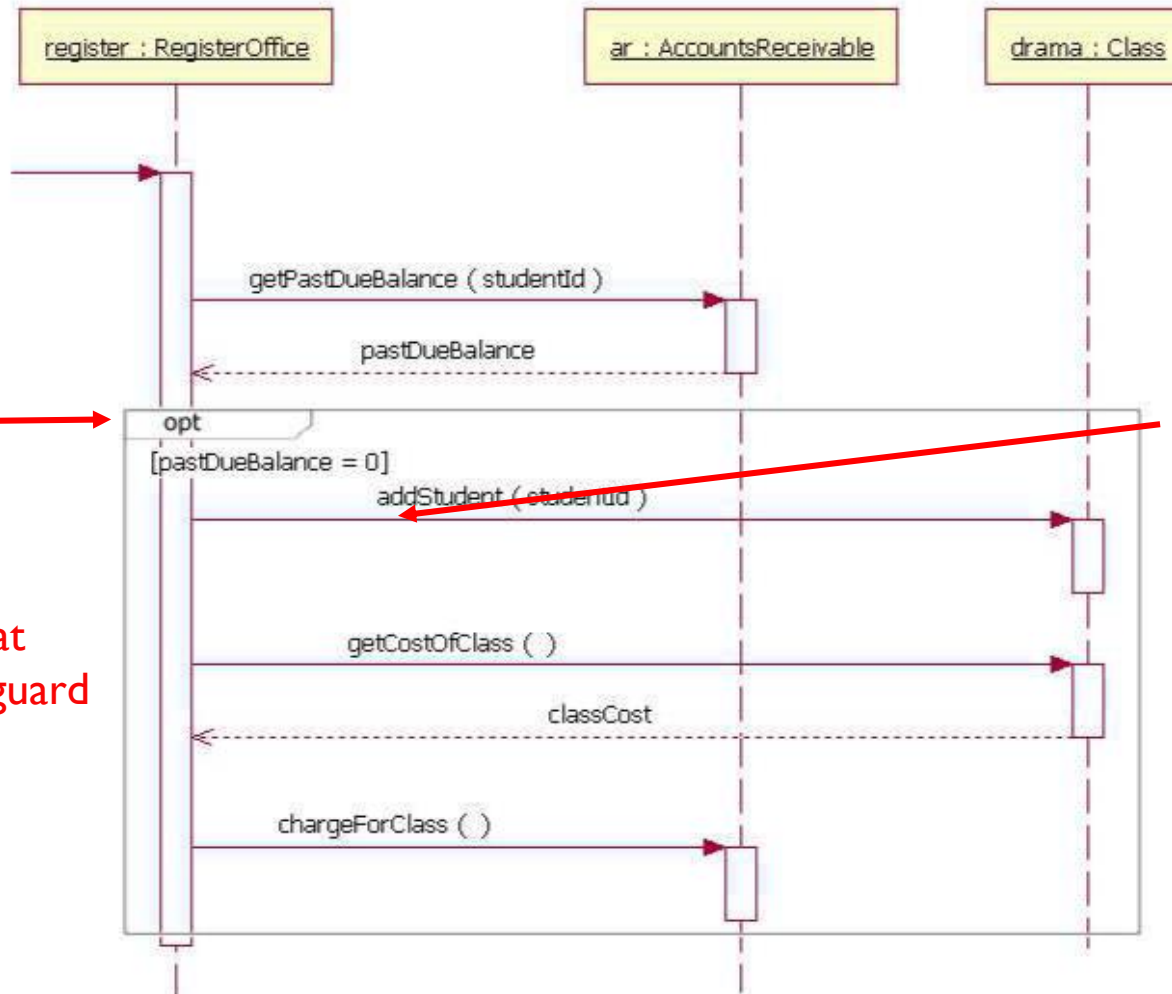 register : RegisterOffice
ar : AccountsReceivable
drama : Class
getPastDueBalance ( studentId )
pastDueBalance
opt
[pastDueBalance = 0]
addStudent ( studentId )
at
guard
getCostOfClass ( )
classCost
chargeForClass ( )